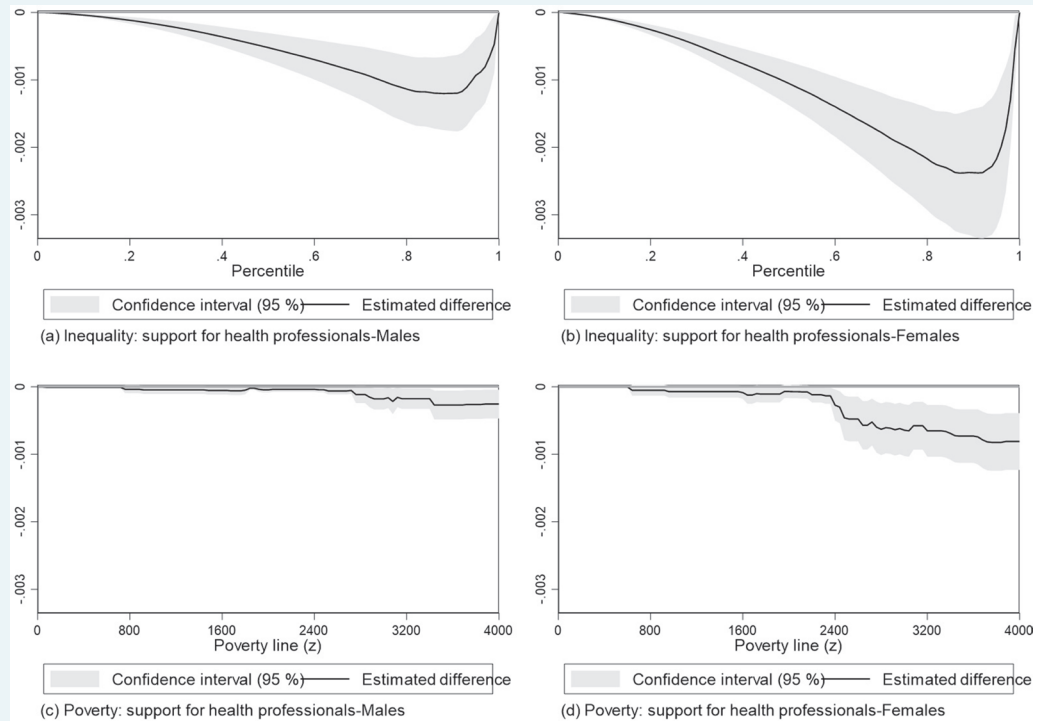 0
-.001
-.002
-.003
0 .2 .4 .6 .8 1
Percentile
Confidence interval (95 %) Estimated difference
(a) Inequality: support for health professionals-Males
0
-.001
-.002
-.003
0 .2 .4 .6 .8 1
Percentile
Confidence interval (95 %) Estimated difference
(b) Inequality: support for health professionals-Females
0
-.001
-.002
-.003
0 800 1600 2400 3200 4000
Poverty line (z)
Confidence interval (95 %) Estimated difference
(c) Poverty: support for health professionals-Males
0
-.001
-.002
-.003
0 800 1600 2400 3200 4000
Poverty line (z)
Confidence interval (95 %) Estimated difference
(d) Poverty: support for health professionals-Females